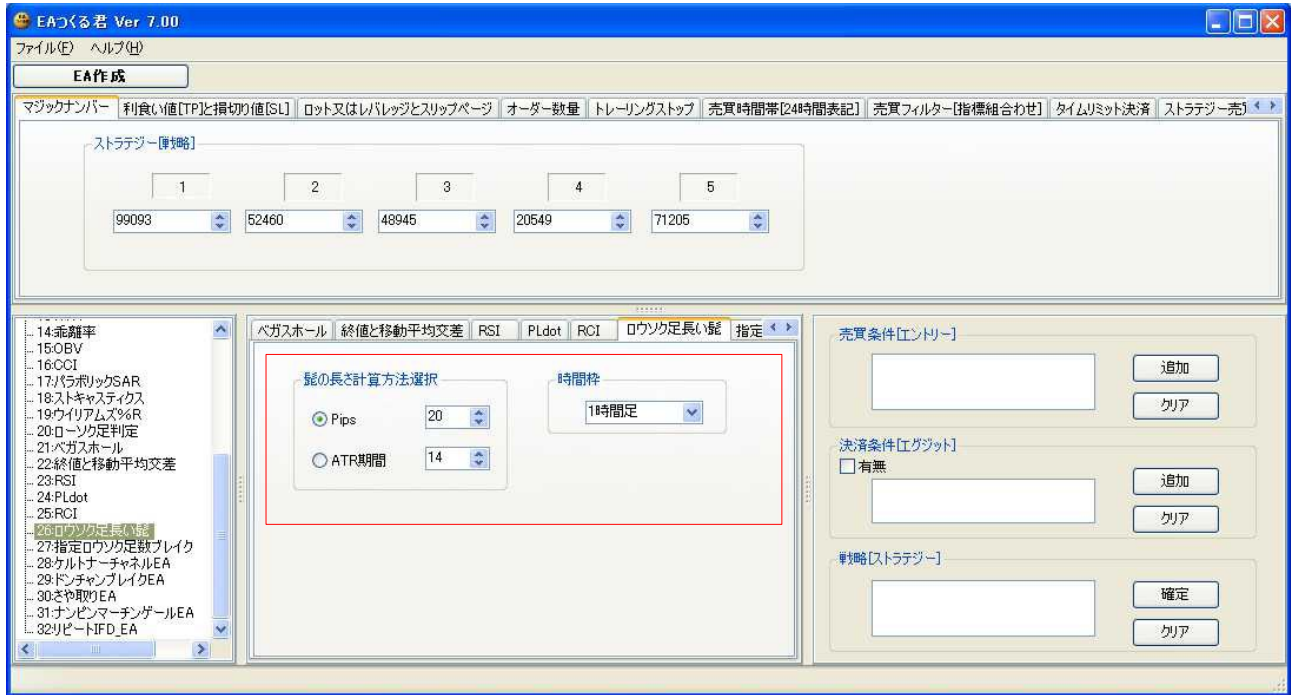 EAつくる君 Ver 7.00
ファイル(F) ヘルプ(H)
EA作成
マジックナンバー 利食い値[TP]と損切り値[SL] ロット又はレバレッジとスリップページ オーダー数量 トレーリングストップ 売買時間帯[24時間表記] 売買フィルター[指標組合わせ] タイムリミット決済 ストラテジー売
ストラテジー[戦略]
1 2 3 4 5
99093 52460 48945 20549 71205
14:乖離率
15:OBV
16:CCI
17:パラボリックSAR
18:ストキャスティクス
19:ウイリアムズ%R
20:ローソク足判定
21:ベガスホール
22:終値と移動平均交差
23:RSI
24:PLdot
25:RCI
26:ロウソク足長い髭
27:指定ロウソク足数ブレイク
28:ケルトナーチャネルEA
29:ドンチャンブレイクEA
30:さや取りEA
31:ナンピンマーチンゲールEA
32:リピートIFD_EA
ベガスホール 終値と移動平均交差 RSI PLdot RCI ロウソク足長い髭 指定
髭の長さ計算方法選択
Pips 20
ATR期間 14
時間枠
1時間足
売買条件[エントリー]
追加
クリア
決済条件[エグジット]
有無
追加
クリア
戦略[ストラテジー]
確定
クリア